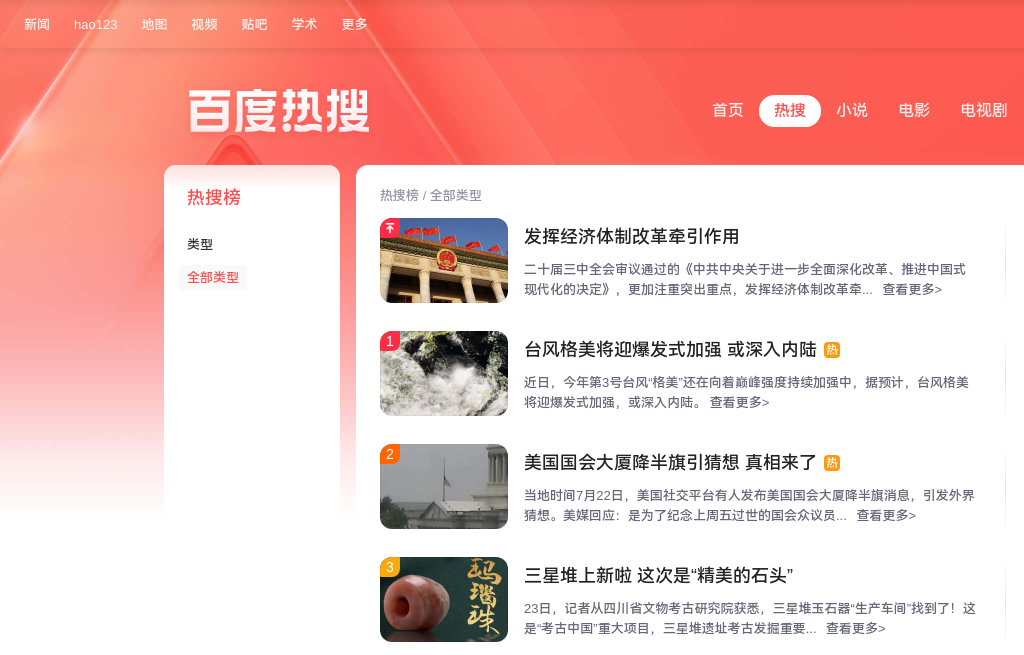 新闻 hao123 地图 视频 贴吧 学术 更多
百度热搜
首页 热搜 小说 电影 电视剧
热搜榜
类型
全部类型
热搜榜 / 全部类型
发挥经济体制改革牵引作用
二十届三中全会审议通过的《中共中央关于进一步全面深化改革、推进中国式
现代化的决定》，更加注重突出重点，发挥经济体制改革牵... 查看更多>
1
台风格美将迎爆发式加强 或深入内陆 热
近日，今年第3号台风“格美”还在向着巅峰强度持续加强中，据预计，台风格美
将迎爆发式加强，或深入内陆。 查看更多>
2
美国国会大厦降半旗引猜想 真相来了 热
当地时间7月22日，美国社交平台有人发布美国国会大厦降半旗消息，引发外界
猜想。美媒回应：是为了纪念上周五过世的国会众议员... 查看更多>
3
玛瑙珠
三星堆上新啦 这次是“精美的石头”
23日，记者从四川省文物考古研究院获悉，三星堆玉石器“生产车间”找到了！这
是“考古中国”重大项目，三星堆遗址考古发掘重要... 查看更多>